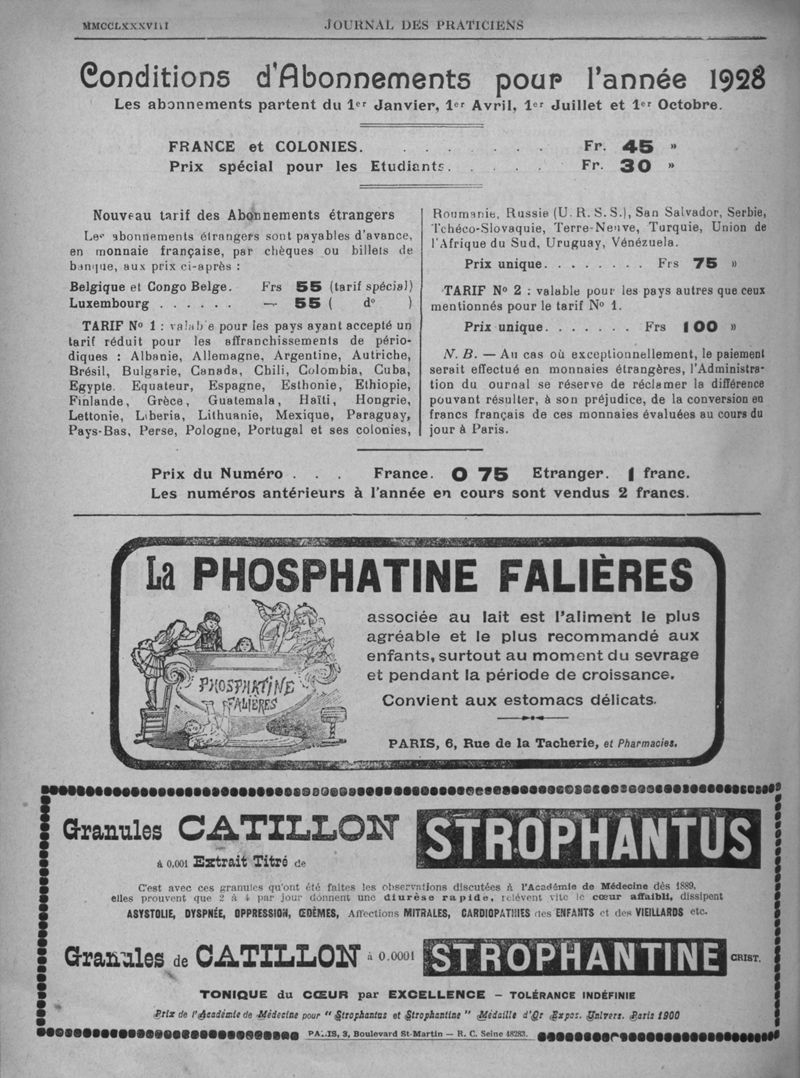 MMCCLXXXVIII
JOURNAL DES PRATICIENS
Conditions d'Abonnements pour l'année 1928
Les abonnements partent du 1er Janvier, 1er Avril, 1er Juillet et 1er Octobre.
FRANCE et COLONIES. . . . . . . . Fr. 45 »
Prix spécial pour les Etudiants. . . . . Fr. 30 »
Nouveau tarif des Abonnements étrangers
Les abonnements étrangers sont payables d'avance,
en monnaie française, par chèques ou billets de
banque, aux prix ci-après :
Belgique et Congo Belge. Frs 55 (tarif spécial)
Luxembourg . . . . . . — 55 ( do )
TARIF No 1 : valable pour les pays ayant accepté un
tarif réduit pour les affranchissements de pério-
diques : Albanie, Allemagne, Argentine, Autriche,
Brésil, Bulgarie, Canada, Chili, Colombia, Cuba,
Egypte. Equateur, Espagne, Esthonie, Ethiopie,
Finlande, Grèce, Guatemala, Haïti, Hongrie,
Lettonie, Liberia, Lithuanie, Mexique, Paraguay,
Pays-Bas, Perse, Pologne, Portugal et ses colonies,
Roumanie, Russie (U. R. S. S.), San Salvador, Serbie,
Tchéco-Slovaquie, Terre-Neuve, Turquie, Union de
l'Afrique du Sud, Uruguay, Vénézuela.
Prix unique. . . . . . . . Frs 75 »
TARIF No 2 : valable pour les pays autres que ceux
mentionnés pour le tarif No 1.
Prix unique. . . . . . . Frs 100 »
N. B. — Au cas où exceptionnellement, le paiement
serait effectué en monnaies étrangères, l'Administra-
tion du ournal se réserve de réclamer la différence
pouvant résulter, à son préjudice, de la conversion en
francs français de ces monnaies évaluées au cours du
jour à Paris.
Prix du Numéro . . . France. 0 75 Etranger. 1 franc.
Les numéros antérieurs à l'année en cours sont vendus 2 francs.
La PHOSPHATINE FALIÈRES
PHOSPHATINE
FALIÈRES
associée au lait est l'aliment le plus
agréable et le plus recommandé aux
enfants, surtout au moment du sevrage
et pendant la période de croissance.
Convient aux estomacs délicats.
PARIS, 6, Rue de la Tacherie, et Pharmacies.
Granules CATILLON STROPHANTUS
à 0,001 Extrait Titré de
C'est avec ces granules qu'ont été faites les observations discutées à l'Académie de Médecine dès 1889,
elles prouvent que 2 à 4 par jour donnent une diurèse rapide, relèvent vite le cœur affaibli, dissipent
ASYSTOLIE, DYSPNÉE, OPPRESSION, ŒDÈMES, Affections MITRALES, CARDIOPATHIES des ENFANTS et des VIEILLARDS etc.
Granules de CATILLON à 0.0001 STROPHANTINE CRIST.
TONIQUE du CŒUR par EXCELLENCE – TOLÉRANCE INDÉFINIE
Prix de l'Académie de Médecine pour " Strophantus et Strophantine " Médaille d'Or Expos. Univers. Paris 1900
PARIS, 3, Boulevard St-Martin — R. C. Seine 48283.